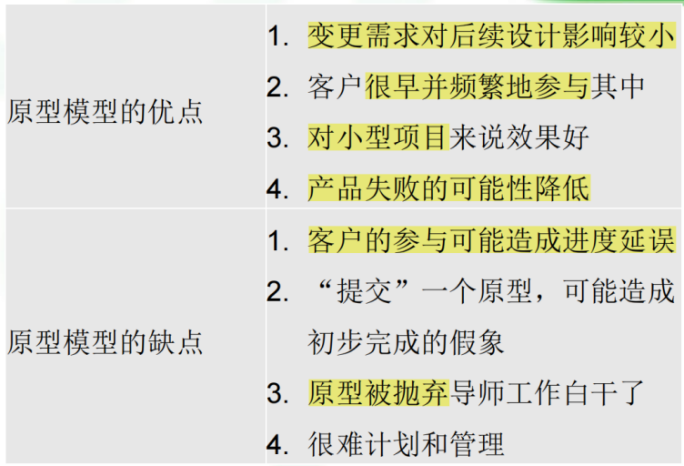 原型模型的优点
1. 变更需求对后续设计影响较小
2. 客户很早并频繁地参与其中
3. 对小型项目来说效果好
4. 产品失败的可能性降低
原型模型的缺点
1. 客户的参与可能造成进度延误
2. “提交”一个原型，可能造成
初步完成的假象
3. 原型被抛弃导师工作白干了
4. 很难计划和管理